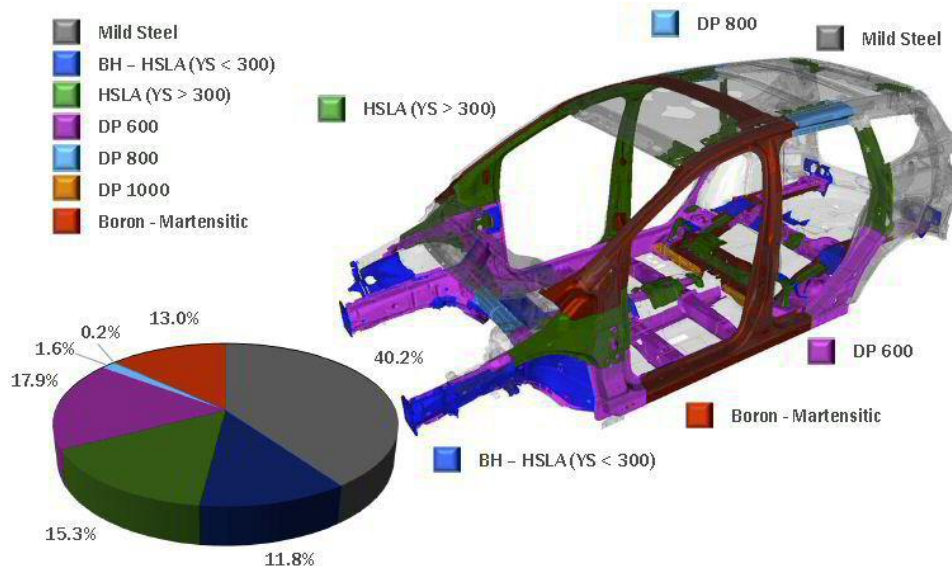 Mild Steel
BH – HSLA (YS < 300)
HSLA (YS > 300)
DP 600
DP 800
DP 1000
Boron - Martensitic
DP 800
Mild Steel
HSLA (YS > 300)
DP 600
Boron - Martensitic
BH – HSLA (YS < 300)
0.2%
13.0%
1.6%
40.2%
17.9%
15.3%
11.8%